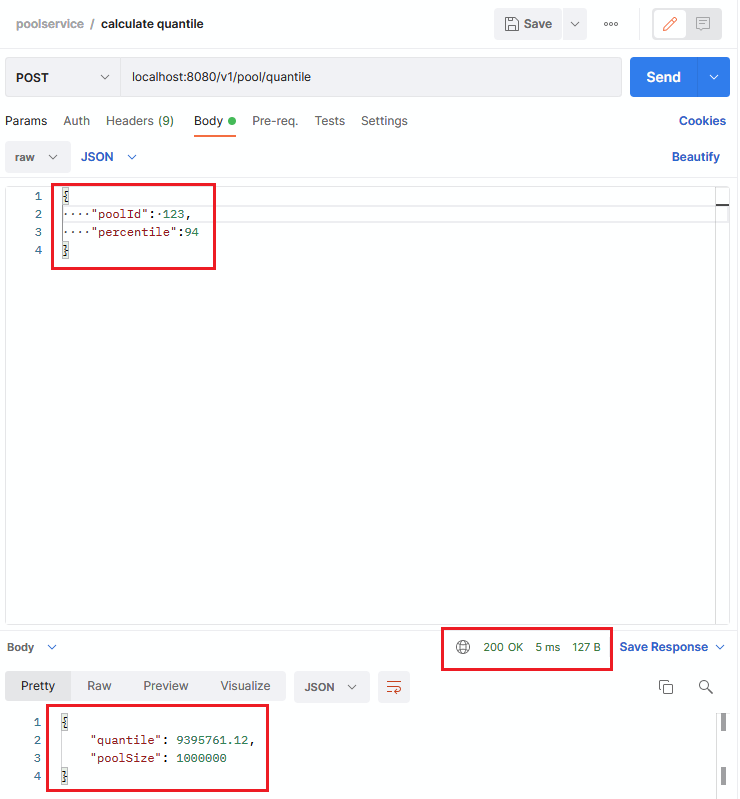 poolservice / calculate quantile
Save
POST
localhost:8080/v1/pool/quantile
Send
Params Auth Headers (9) Body Pre-req. Tests Settings Cookies
raw JSON Beautify
1 {
2 ····"poolId":·123,
3 ····"percentile":94
4 }
Body 200 OK 5 ms 127 B Save Response
Pretty Raw Preview Visualize JSON
1 {
2 "quantile": 9395761.12,
3 "poolSize": 1000000
4 }